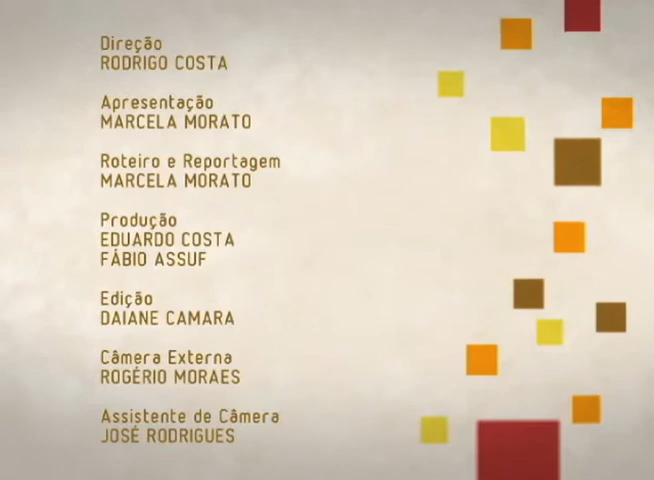 Direção
RODRIGO COSTA
Apresentação
MARCELA MORATO
Roteiro e Reportagem
MARCELA MORATO
Produção
EDUARDO COSTA
FÁBIO ASSUF
Edição
DAIANE CAMARA
Câmera Externa
ROGÉRIO MORAES
Assistente de Câmera
JOSÉ RODRIGUES